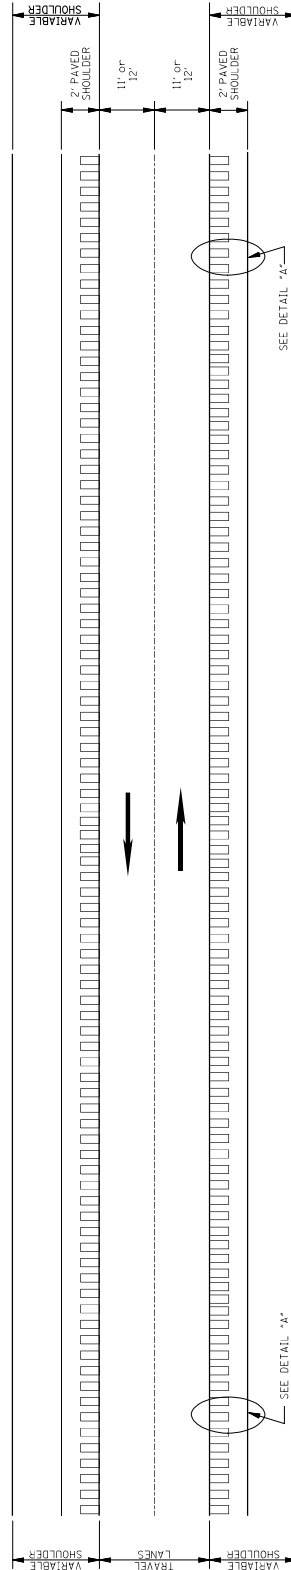 VARIABLE
SHOULDER
2' PAVED
SHOULDER
11' or
12'
11' or
12'
2' PAVED
SHOULDER
VARIABLE
SHOULDER
SEE DETAIL "A"
SEE DETAIL "A"
VARIABLE
SHOULDER
TRAVEL
LANES
VARIABLE
SHOULDER